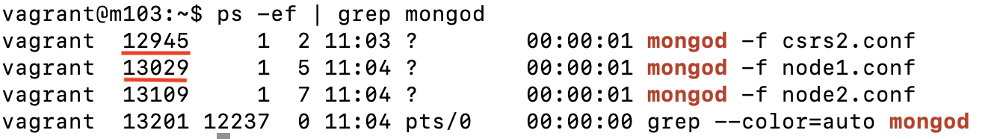 vagrant@m103:~$ ps -ef | grep mongod
vagrant  12945     1  2 11:03 ?        00:00:01 mongod -f csrs2.conf
vagrant  13029     1  5 11:04 ?        00:00:01 mongod -f node1.conf
vagrant  13109     1  7 11:04 ?        00:00:01 mongod -f node2.conf
vagrant  13201 12237  0 11:04 pts/0    00:00:00 grep --color=auto mongod